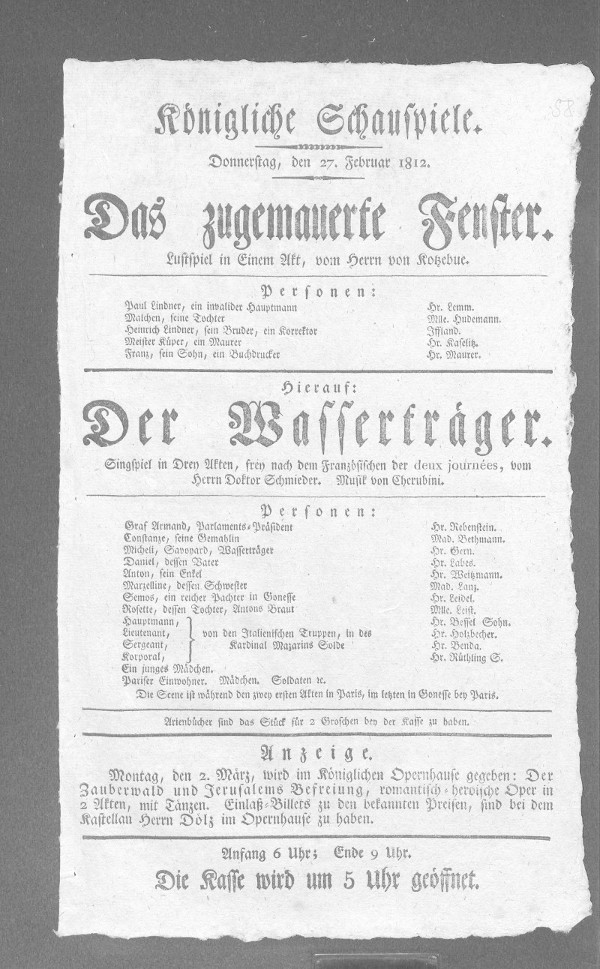 58
Königliche Schauspiele.
Donnerstag, den 27. Februar 1812.
Das zugemauerte Fenster.
Lustspiel in Einem Akt, vom Herrn von Kotzebue.
Personen:
Paul Lindner, ein invalider Hauptmann Hr. Lemm.
Malchen, seine Tochter Mlle. Hudemann.
Heinrich Lindner, sein Bruder, ein Korrektor Iffland.
Meister Küper, ein Maurer Hr. Kaselitz.
Franz, sein Sohn, ein Buchdrucker Hr. Maurer.
Hierauf:
Der Wasserträger.
Singspiel in Drey Akten, frey nach dem Französischen der deux journées, vom
Herrn Doktor Schmieder. Musik von Cherubini.
Personen:
Graf Armand, Parlaments-Präsident Hr. Rebenstein.
Constanze, seine Gemahlin Mad. Bethmann.
Micheli, Savoyard, Wasserträger Hr. Gern.
Daniel, dessen Vater Hr. Labes.
Anton, sein Enkel Hr. Weitzmann.
Marzelline, dessen Schwester Mad. Lanz.
Semos, ein reicher Pachter in Gonesse Hr. Leidel.
Rosette, dessen Tochter, Antons Braut Mlle. Leist.
Hauptmann, Hr. Bessel Sohn.
Lieutenant, von den Italienischen Truppen, in des Hr. Holzbecher.
Sergeant, Kardinal Mazarins Solde Hr. Benda.
Korporal, Hr. Rüthling S.
Ein junges Mädchen.
Pariser Einwohner. Mädchen. Soldaten ꝛc.
Die Scene ist während den zwey ersten Akten in Paris, im letzten in Gonesse bey Paris.
Arienbücher sind das Stück für 2 Groschen bey der Kasse zu haben.
Anzeige.
Montag, den 2. März, wird im Königlichen Opernhause gegeben: Der
Zauberwald und Jerusalems Befreiung, romantisch-heroische Oper in
2 Akten, mit Tänzen. Einlaß-Billets zu den bekannten Preisen, sind bei dem
Kastellan Herrn Dölz im Opernhause zu haben.
Anfang 6 Uhr; Ende 9 Uhr.
Die Kasse wird um 5 Uhr geöffnet.